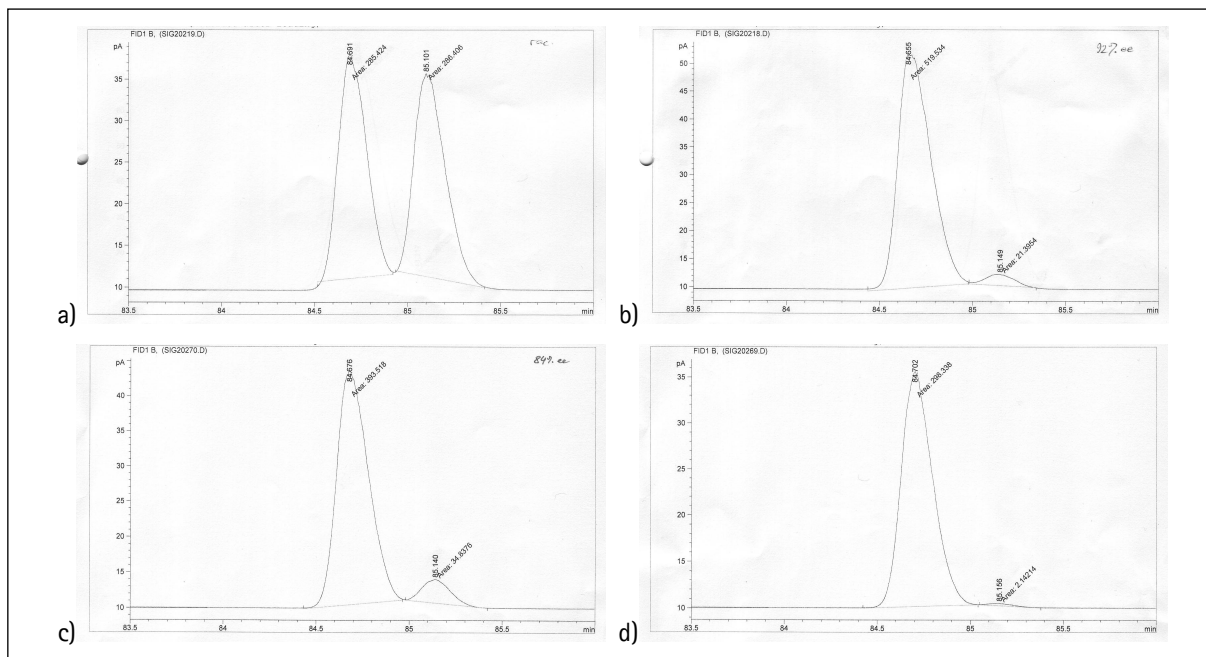 FID1 B, (SIG20219.D)
rac.
pA
84.691
Area: 285.424
85.101
Area: 286.406
35
30
25
20
15
10
83.5 84 84.5 85 85.5 min
a)
FID1 B, (SIG20218.D)
92% ee
pA
84.655
Area: 519.534
85.149
Area: 21.3954
50
45
40
35
30
25
20
15
10
83.5 84 84.5 85 85.5 min
b)
FID1 B, (SIG20270.D)
84% ee
pA
84.676
Area: 393.518
85.140
Area: 34.8376
40
35
30
25
20
15
10
83.5 84 84.5 85 85.5 min
c)
FID1 B, (SIG20269.D)
pA
84.702
Area: 298.338
85.156
Area: 2.14214
35
30
25
20
15
10
83.5 84 84.5 85 85.5 min
d)